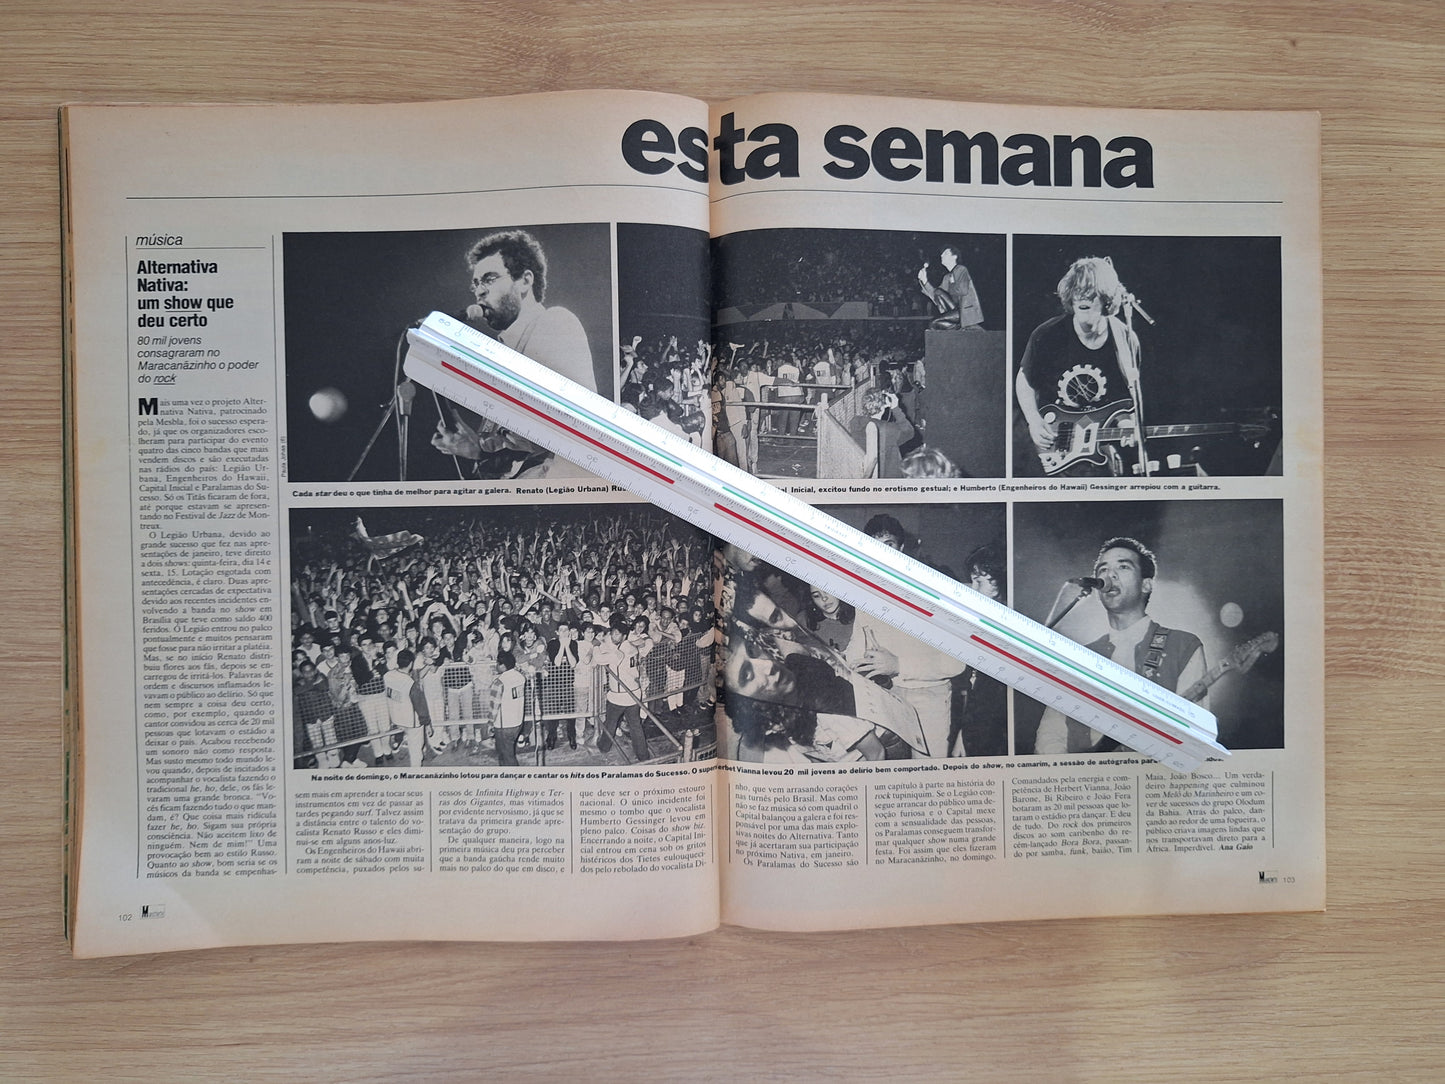 esta semana
música
Alternativa
Nativa:
um show que
deu certo
80 mil jovens
consagraram no
Maracanãzinho o poder
do rock
Mais uma vez o projeto Alter-
nativa Nativa, patrocinado
pela Mesbla, foi o sucesso espera-
do, já que os organizadores esco-
lheram para participar do evento
quatro das cinco bandas que mais
vendem discos e são executadas
nas rádios do país: Legião Ur-
bana, Engenheiros do Hawaii,
Capital Inicial e Paralamas do Su-
cesso. Só os Titãs ficaram de fora,
até porque estavam se apresen-
tando no Festival de Jazz de Mon-
treux.
O Legião Urbana, devido ao
grande sucesso que fez nas apre-
sentações de janeiro, teve direito
a dois shows: quinta-feira, dia 14 e
sexta, 15. Lotação esgotada com
antecedência, é claro. Duas apre-
sentações cercadas de expectativa
devido aos recentes incidentes en-
volvendo a banda no show em
Brasília que teve como saldo 400
feridos. O Legião entrou no palco
pontualmente e muitos pensaram
que fosse para não irritar a platéia.
Mas, se no início Renato distri-
buiu flores aos fãs, depois se en-
carregou de irritá-los. Palavras de
ordem e discursos inflamados le-
vavam o público ao delírio. Só que
nem sempre a coisa deu certo,
como, por exemplo, quando o
cantor convidou as cerca de 20 mil
pessoas que lotavam o estádio a
deixar o país. Acabou recebendo
um sonoro não como resposta.
Mas susto mesmo todo mundo le-
vou quando, depois de incitados a
acompanhar o vocalista fazendo o
tradicional he, ho, dele, os fãs le-
varam uma grande bronca. "Vo-
cês ficam fazendo tudo o que man-
dam, é? Que coisa mais ridícula
fazer he, ho. Sigam sua própria
consciência. Não aceitem lixo de
ninguém. Nem de mim!" Uma
provocação bem ao estilo Russo.
Quanto ao show, bom seria se os
músicos da banda se empenhas-
Cada star deu o que tinha de melhor para agitar a galera. Renato (Legião Urbana) Inicial, excitou fundo no erotismo gestual; e Humberto (Engenheiros do Hawaii) Gessinger arrepiou com a guitarra.
Na noite de domingo, o Maracanãzinho lotou para dançar e cantar os hits dos Paralamas do Sucesso. O Vianna levou 20 mil jovens ao delírio bem comportado. Depois do show, no camarim, a sessão de autógrafos
sem mais em aprender a tocar seus
instrumentos em vez de passar as
tardes pegando surf. Talvez assim
a distância entre o talento do vo-
calista Renato Russo e eles dimi-
nui-se em alguns anos-luz.
Os Engenheiros do Hawaii abri-
ram a noite de sábado com muita
competência, puxados pelos su-
cessos de Infinita Highway e Ter-
ras dos Gigantes, mas vitimados
por evidente nervosismo, já que se
tratava da primeira grande apre-
sentação do grupo.
De qualquer maneira, logo na
primeira música deu pra perceber
que a banda gaúcha rende muito
mais no palco do que em disco, e
que deve ser o próximo estouro
nacional. O único incidente foi
mesmo o tombo que o vocalista
Humberto Gessinger levou em
pleno palco. Coisas do show biz.
Encerrando a noite, o Capital Ini-
cial entrou em cena sob os gritos
histéricos dos Tietes eulouqueci-
dos pelo rebolado do vocalista Di-
nho, que vem arrasando corações
nas turnês pelo Brasil. Mas como
não se faz música só com quadril o
Capital balançou a galera e foi res-
ponsável por uma das mais explo-
sivas noites do Alternativa. Tanto
que já acertaram sua participação
no próximo Nativa, em janeiro.
Os Paralamas do Sucesso são
um capítulo à parte na história do
rock tupiniquim. Se o Legião con-
segue arrancar do público uma de-
voção furiosa e o Capital mexe
com a sensualidade das pessoas,
os Paralamas conseguem transfor-
mar qualquer show numa grande
festa. Foi assim que eles fizeram
no Maracanãzinho, no domingo.
Comandados pela energia e com-
petência de Herbert Vianna, João
Barone, Bi Ribeiro e João Fera
botaram as 20 mil pessoas que lo-
taram o estádio pra dançar. E deu
de tudo. Do rock dos primeiros
discos ao som caribenho do re-
cém-lançado Bora Bora, passan-
do por samba, funk, baião, Tim
Maia, João Bosco... Um verda-
deiro happening que culminou
com Melô do Marinheiro e um co-
ver de sucessos do grupo Olodum
da Bahia. Atrás do palco, dan-
çando ao redor de uma fogueira, o
público criava imagens lindas que
nos transportavam direto para a
África. Imperdível. Ana Gaio
102
103